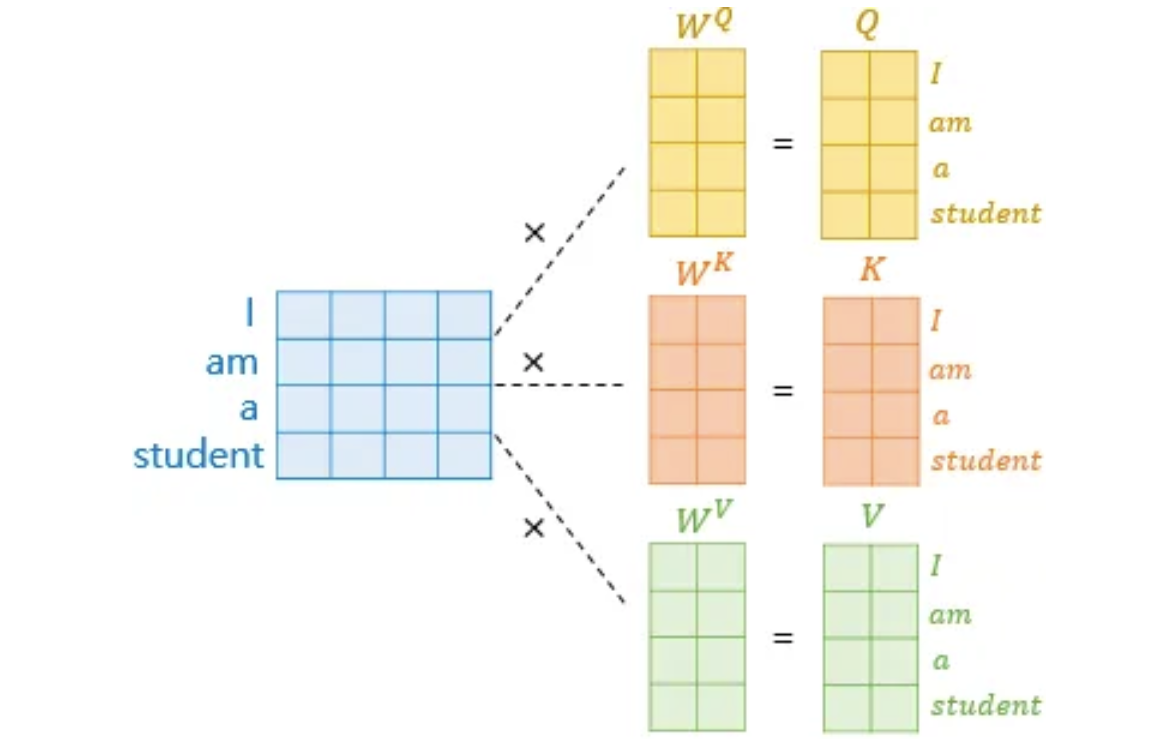 I
am
a
student
×
×
×
W^Q
=
Q
I
am
a
student
W^K
=
K
I
am
a
student
W^V
=
V
I
am
a
student